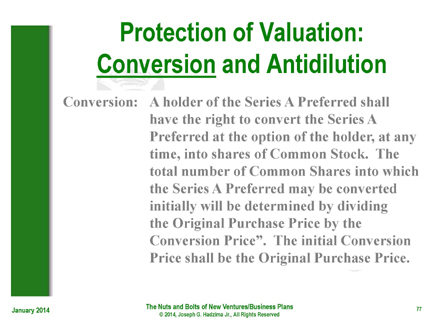 Protection of Valuation:
Conversion and Antidilution
Conversion: A holder of the Series A Preferred shall
have the right to convert the Series A
Preferred at the option of the holder, at any
time, into shares of Common Stock. The
total number of Common Shares into which
the Series A Preferred may be converted
initially will be determined by dividing
the Original Purchase Price by the
Conversion Price”. The initial Conversion
Price shall be the Original Purchase Price.
January 2014
The Nuts and Bolts of New Ventures/Business Plans
© 2014, Joseph G. Hadzima Jr., All Rights Reserved
77